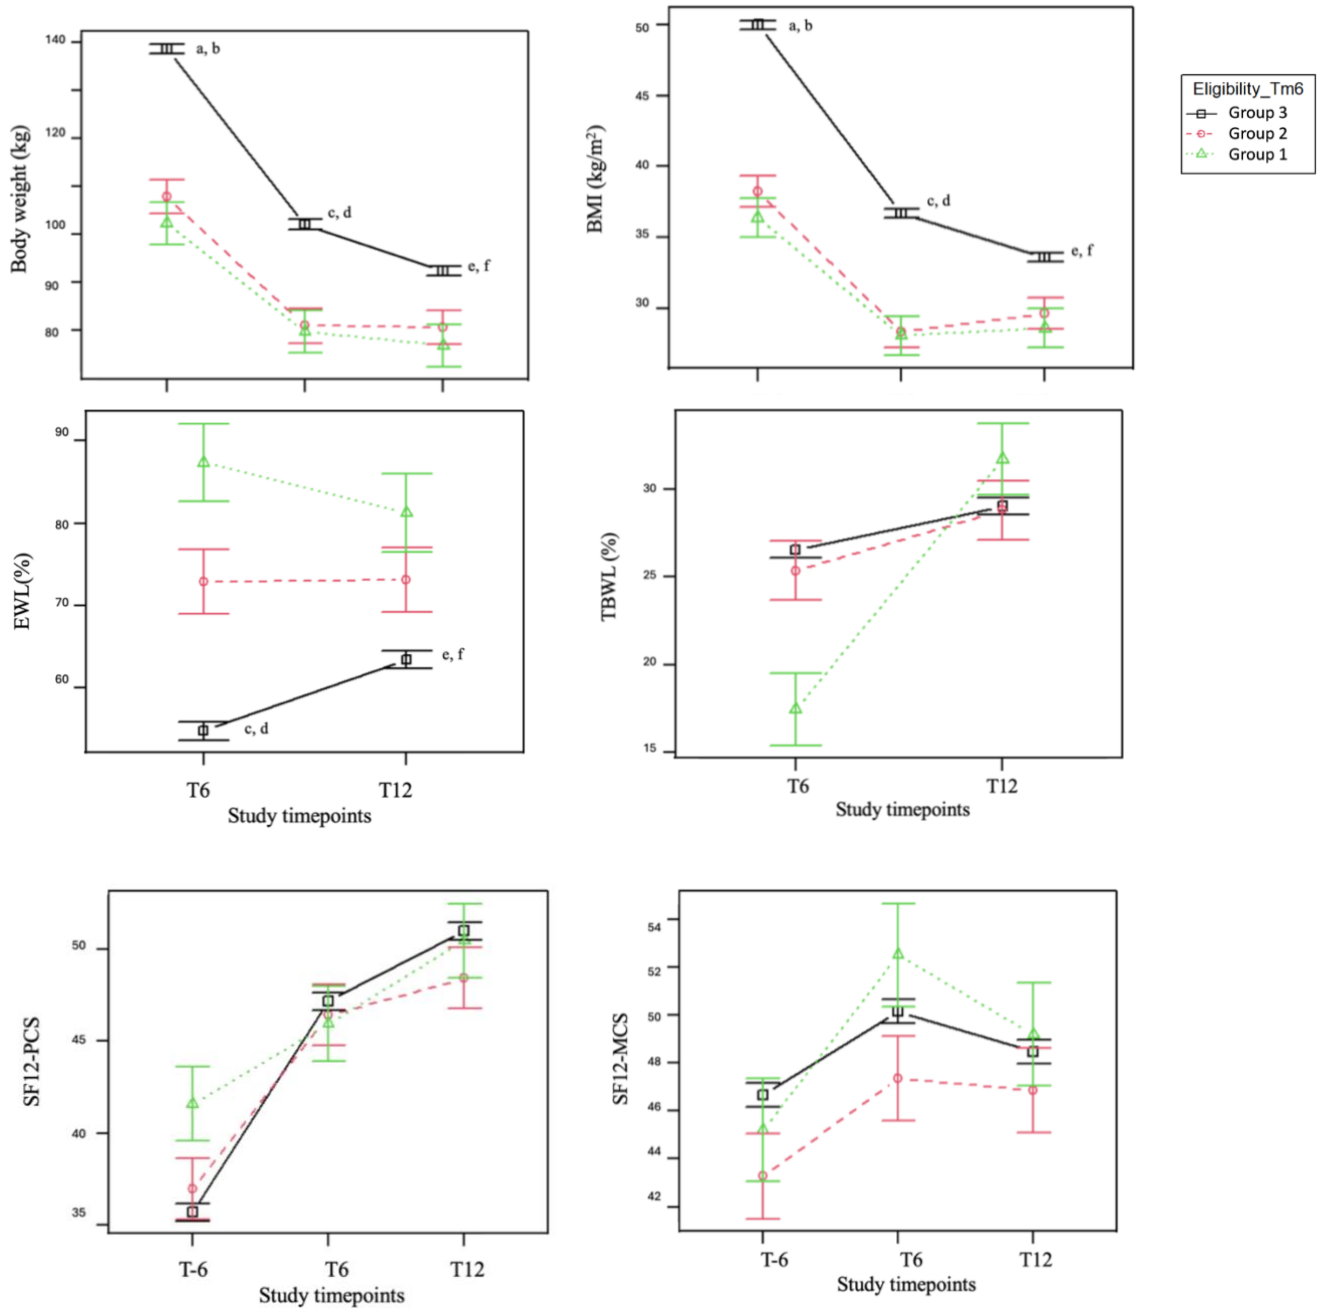 Body weight (kg)
140
120
100
90
80
a, b
c, d
e, f
BMI (kg/m²)
50
45
40
35
30
a, b
c, d
e, f
Eligibility_Tm6
Group 3
Group 2
Group 1
EWL(%)
90
80
70
60
c, d
e, f
T6 T12
Study timepoints
TBWL (%)
30
25
20
15
T6 T12
Study timepoints
SF12-PCS
50
45
40
35
T-6 T6 T12
Study timepoints
SF12-MCS
54
52
50
48
46
44
42
T-6 T6 T12
Study timepoints